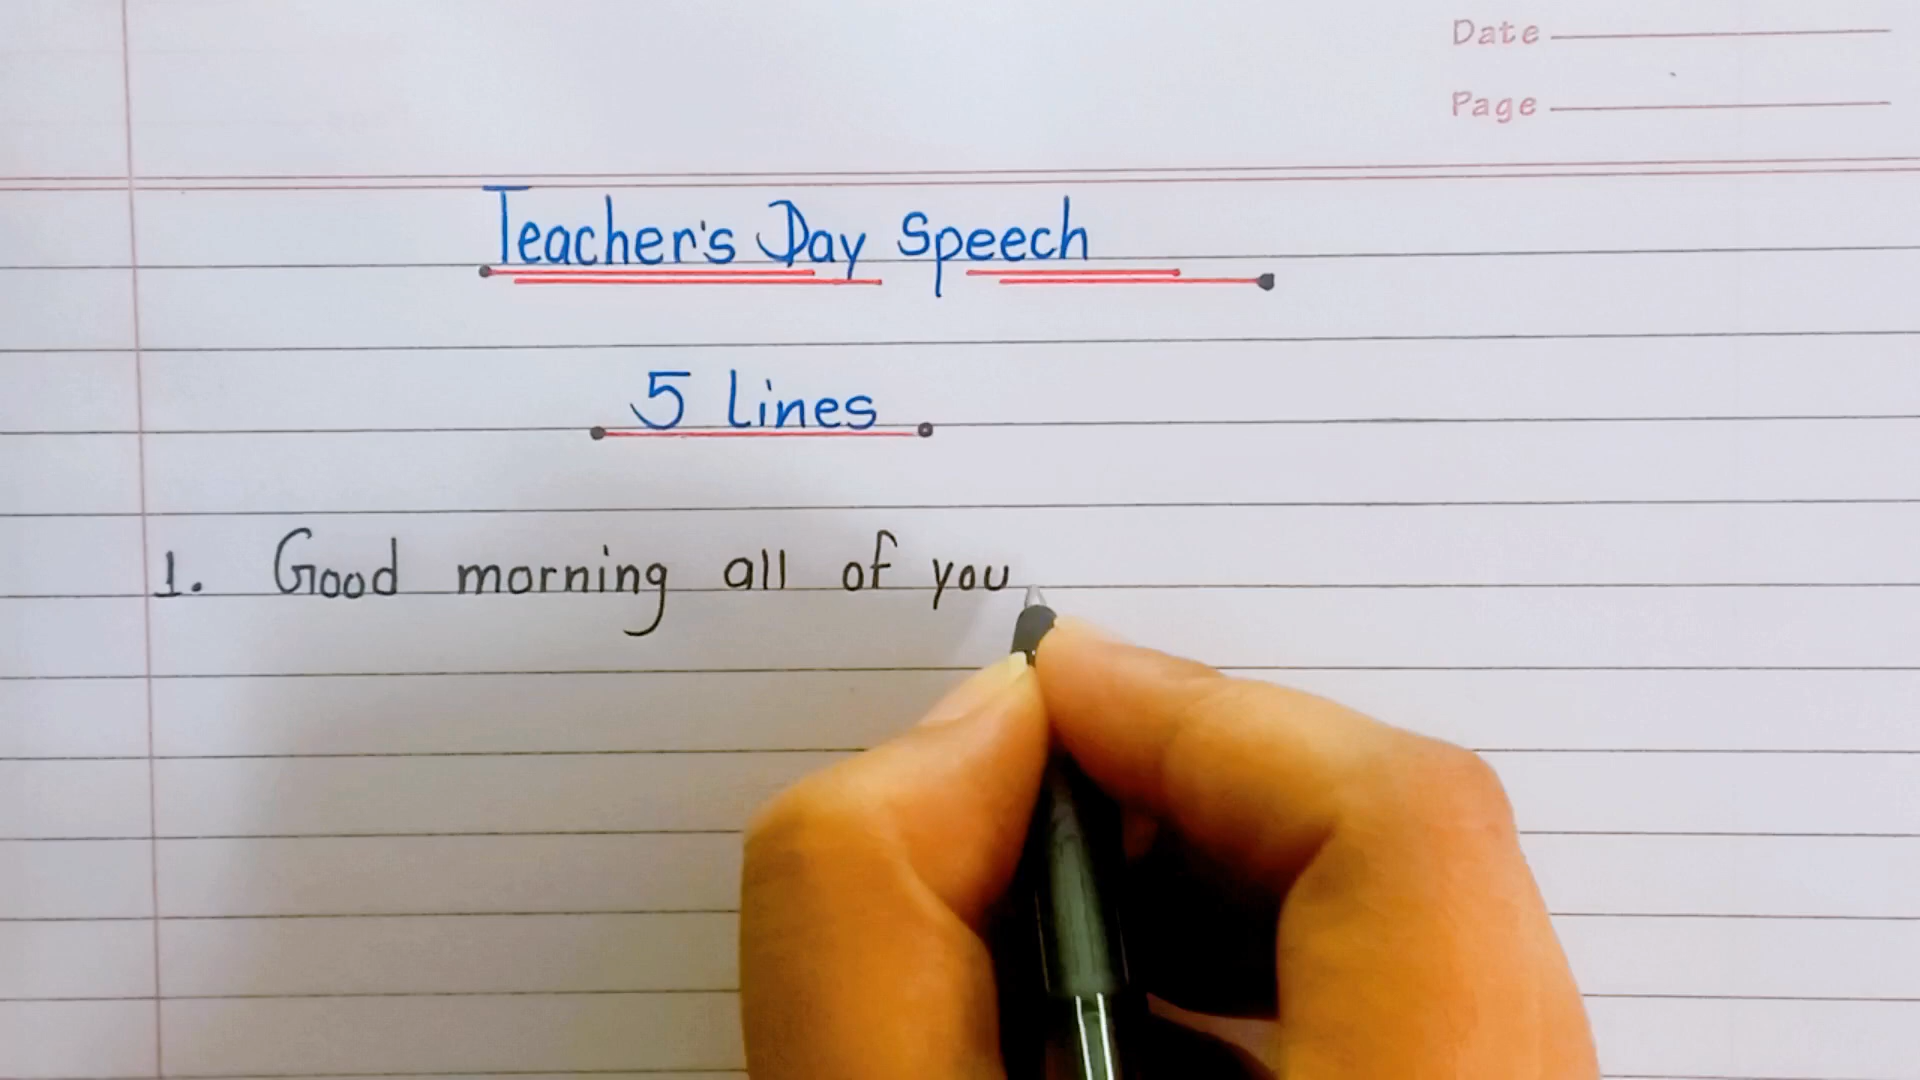 Date
Page
Teacher's Day Speech
5 Lines
1. Good morning all of you